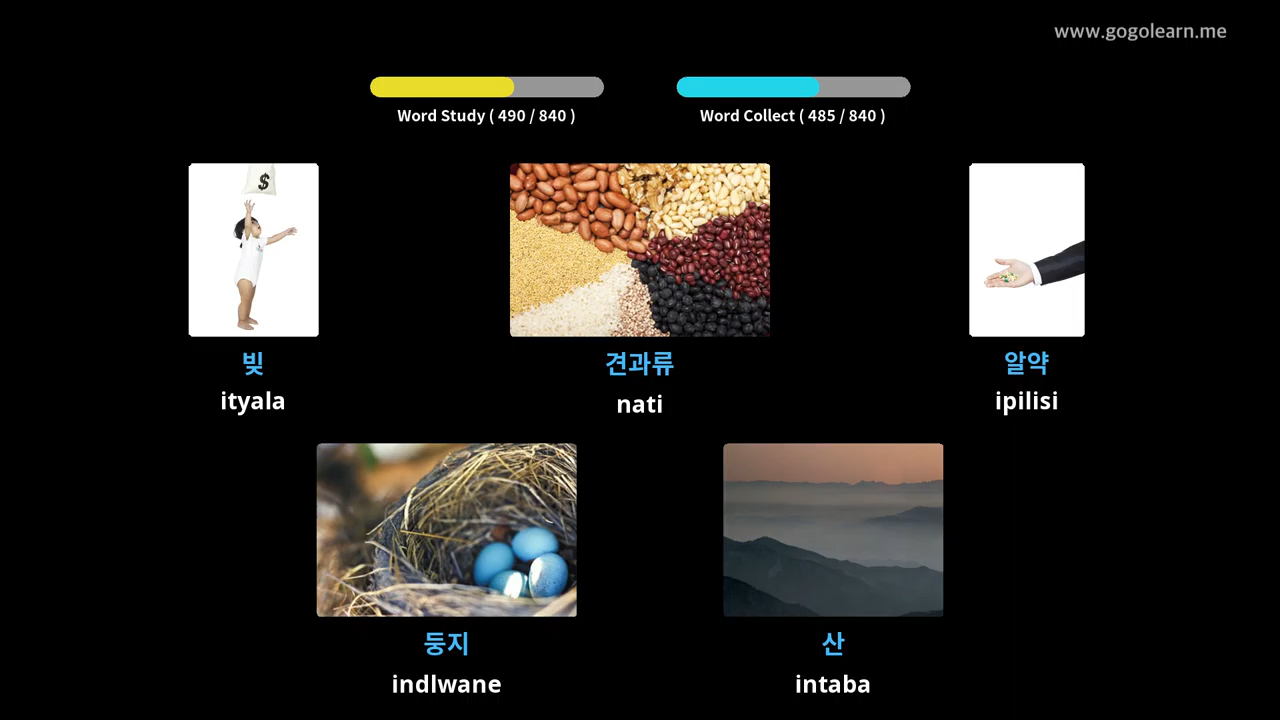 www.gogolearn.me
Word Study ( 490 / 840 )
Word Collect ( 485 / 840 )
$
빚
ityala
견과류
nati
알약
ipilisi
둥지
indlwane
산
intaba